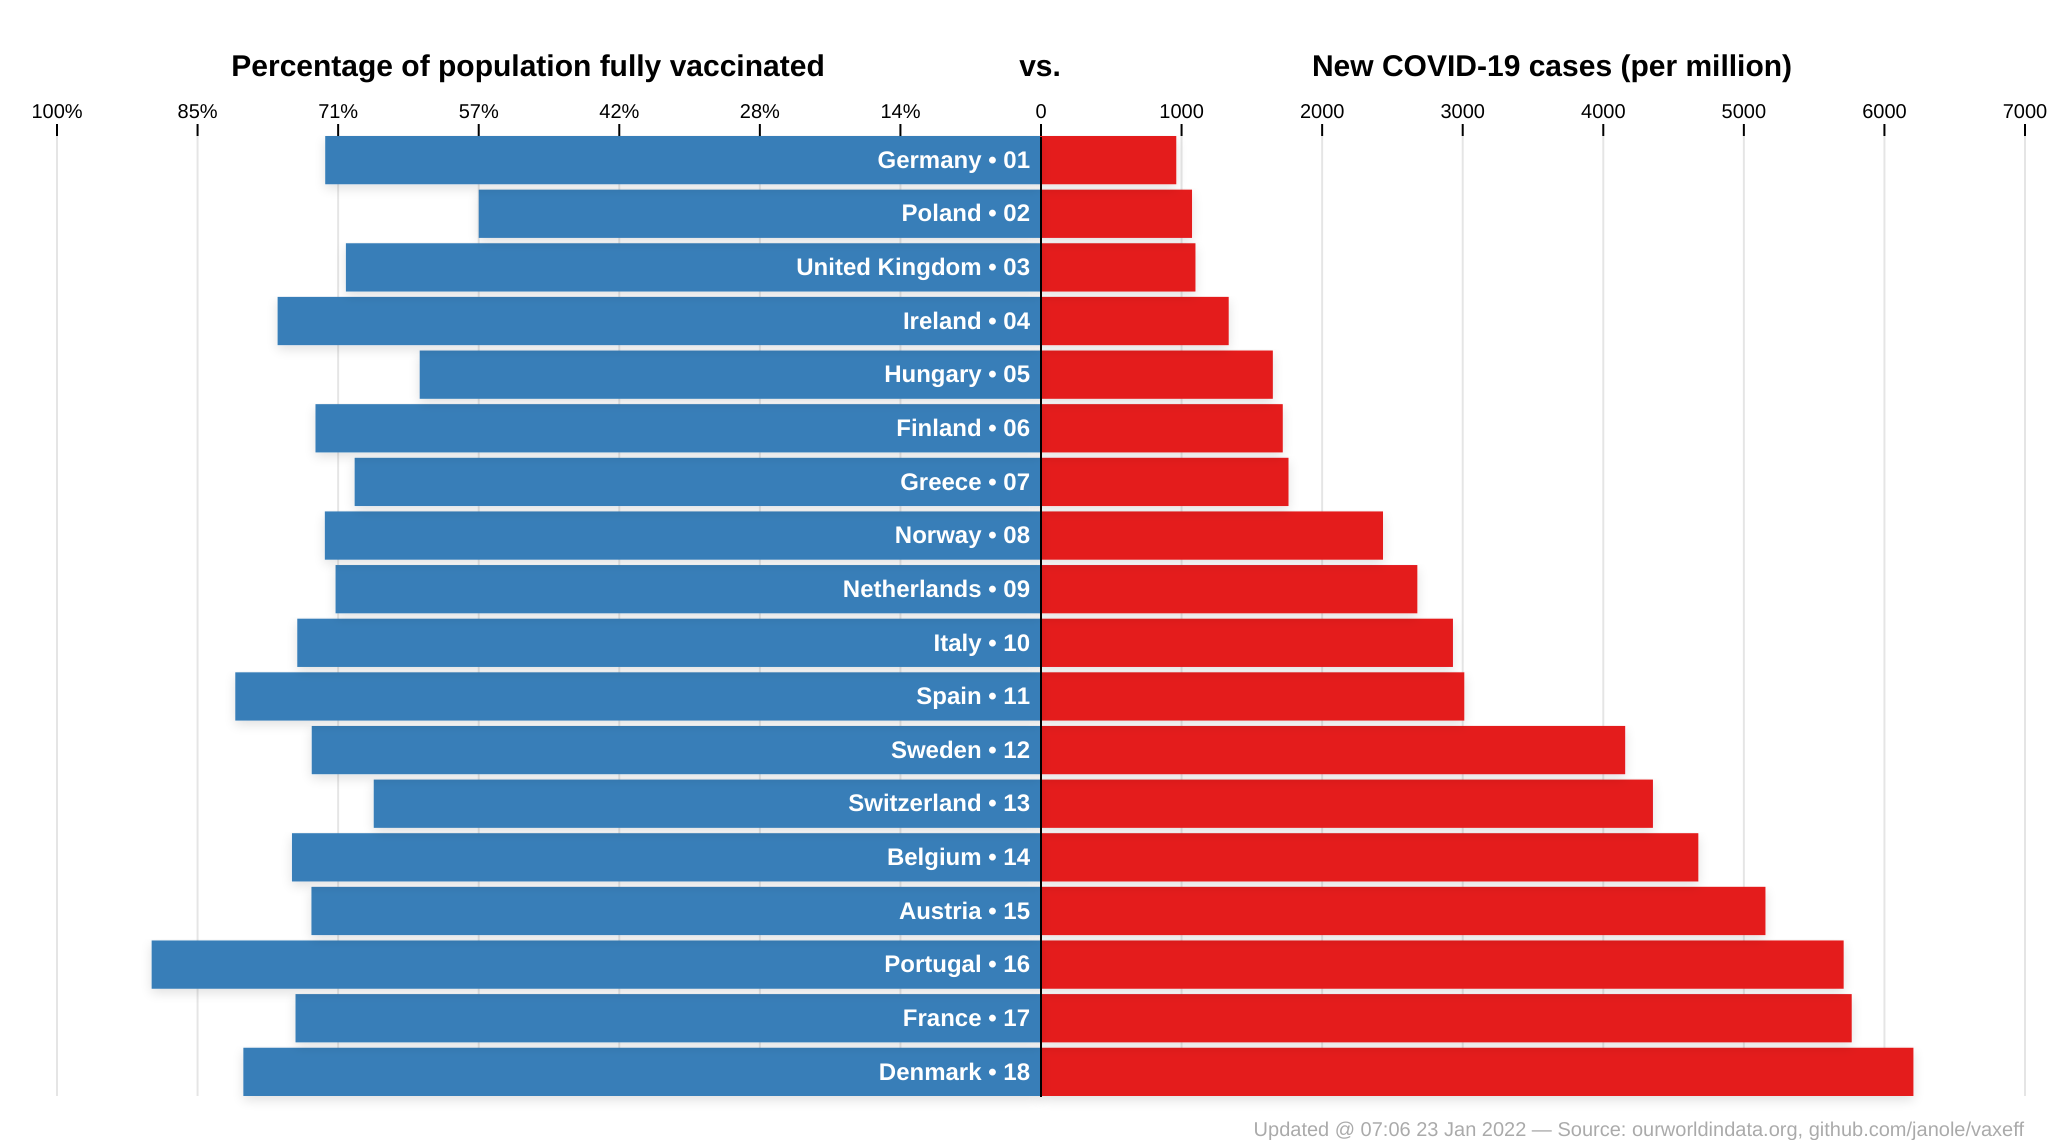 Percentage of population fully vaccinated vs. New COVID-19 cases (per million)
100% 85% 71% 57% 42% 28% 14% 0 1000 2000 3000 4000 5000 6000 7000
Germany • 01
Poland • 02
United Kingdom • 03
Ireland • 04
Hungary • 05
Finland • 06
Greece • 07
Norway • 08
Netherlands • 09
Italy • 10
Spain • 11
Sweden • 12
Switzerland • 13
Belgium • 14
Austria • 15
Portugal • 16
France • 17
Denmark • 18
Updated @ 07:06 23 Jan 2022 — Source: ourworldindata.org, github.com/janole/vaxeff